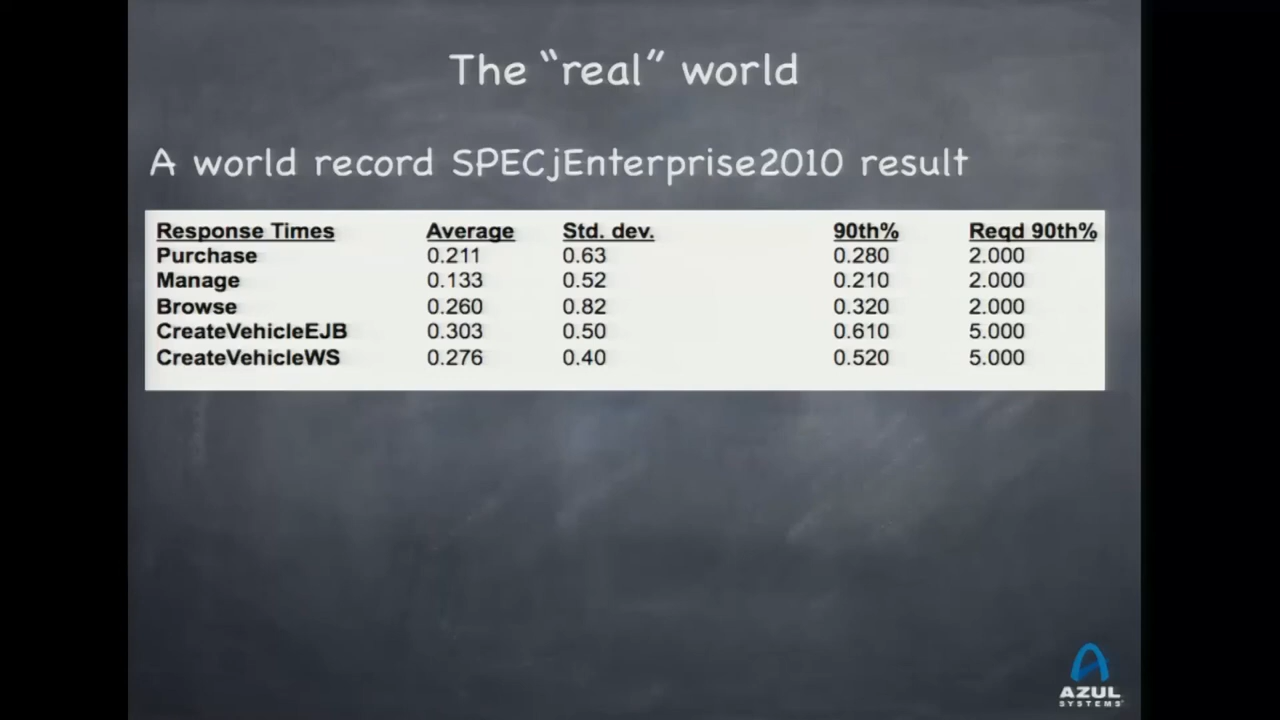 The “real” world
A world record SPECjEnterprise2010 result
Response Times Average Std. dev. 90th% Reqd 90th%
Purchase 0.211 0.63 0.280 2.000
Manage 0.133 0.52 0.210 2.000
Browse 0.260 0.82 0.320 2.000
CreateVehicleEJB 0.303 0.50 0.610 5.000
CreateVehicleWS 0.276 0.40 0.520 5.000
AZUL
SYSTEMS